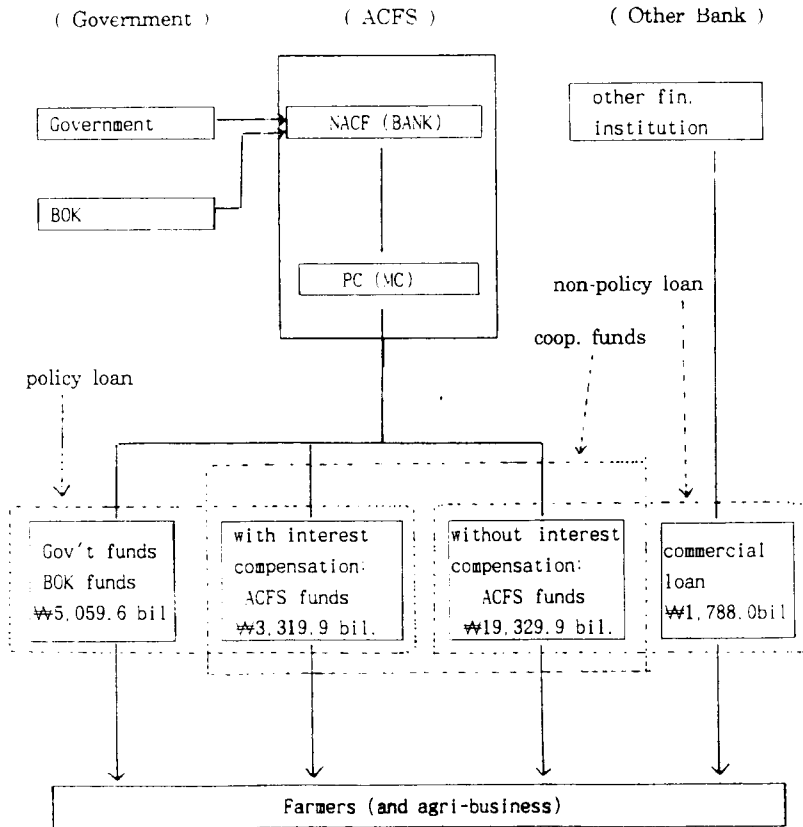 ( Government ) ( ACFS ) ( Other Bank )
Government
NACF (BANK)
other fin.
institution
BOK
PC (MC)
non-policy loan
coop. funds
policy loan
Gov't funds
BOK funds
₩5,059.6 bil
with interest
compensation:
ACFS funds
₩3,319.9 bil.
without interest
compensation:
ACFS funds
₩19,329.9 bil.
commercial
loan
₩1,788.0bil
Farmers (and agri-business)